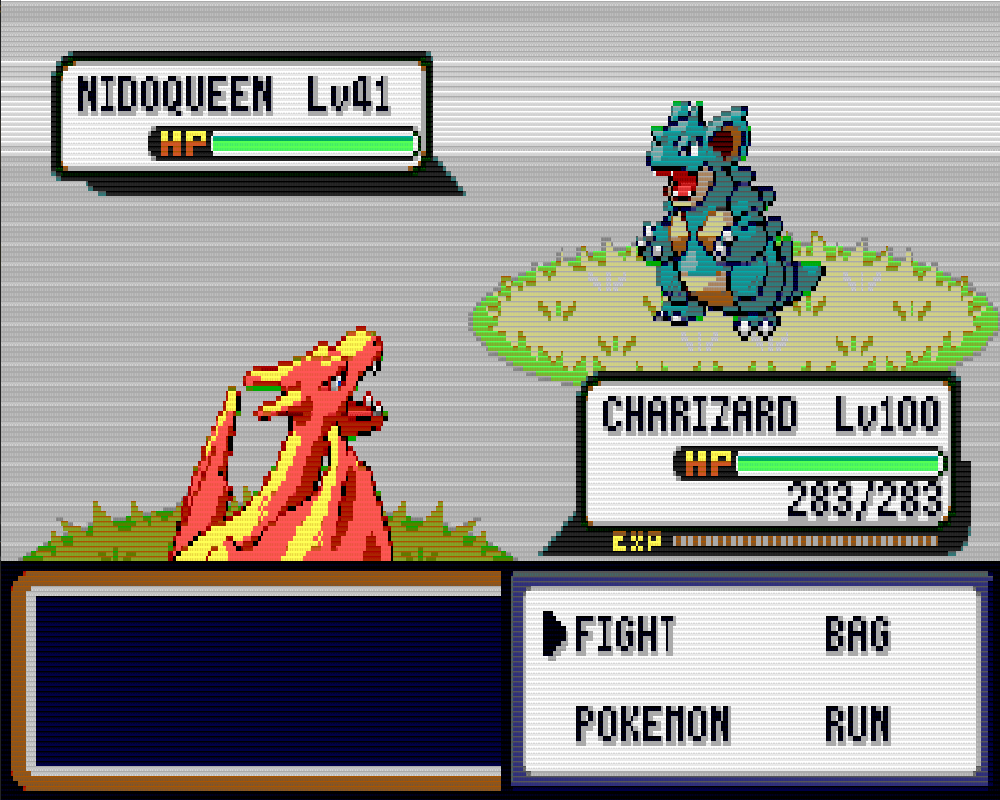 NIDOQUEEN Lv41
HP
CHARIZARD Lv100
HP
283/283
EXP
FIGHT BAG
POKEMON RUN